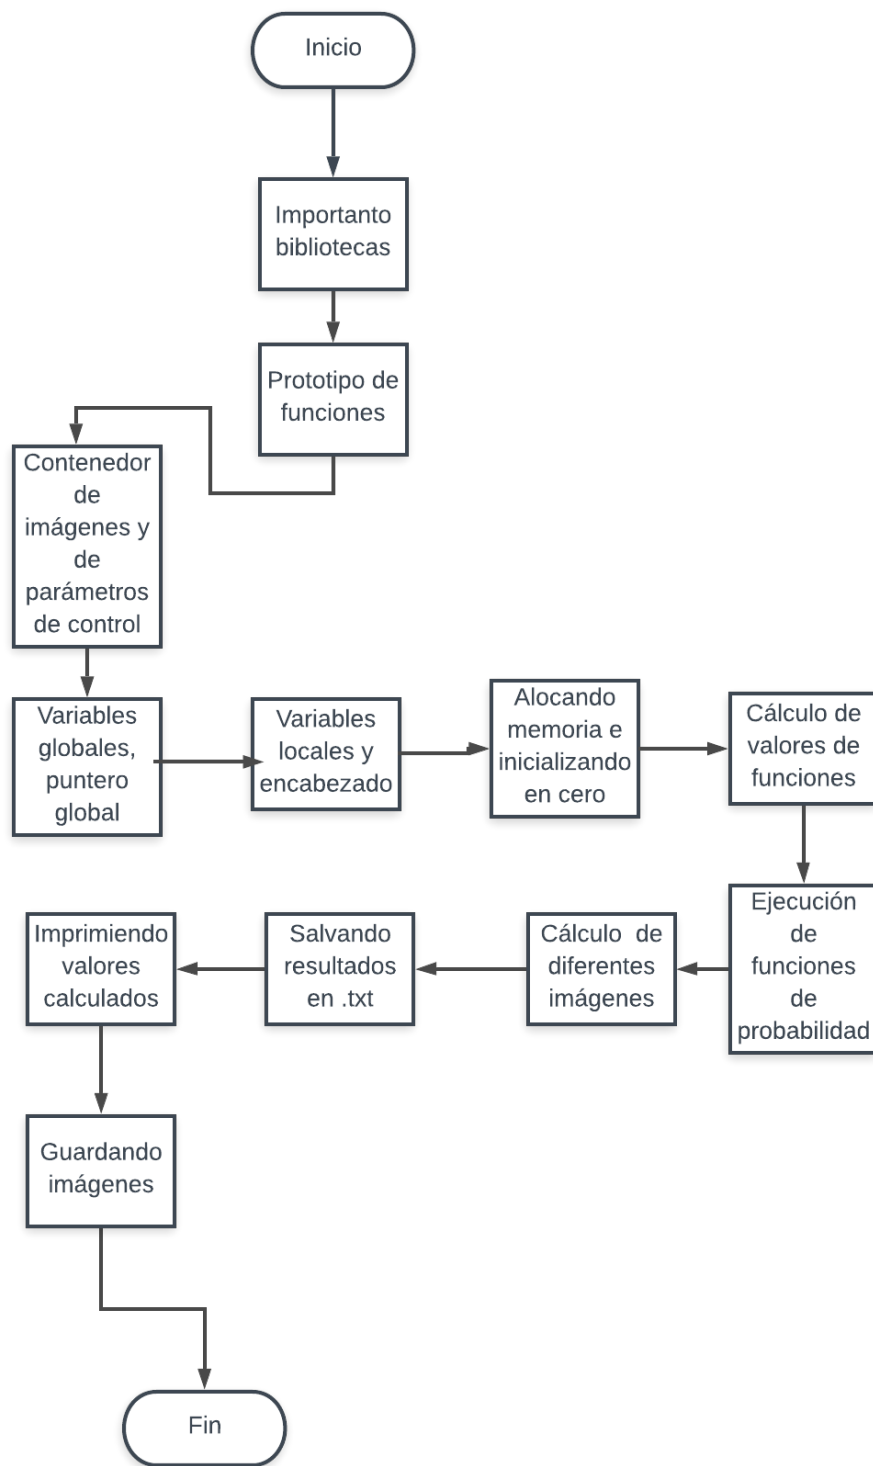 Inicio
Importanto
bibliotecas
Prototipo de
funciones
Contenedor
de
imágenes y
de
parámetros
de control
Variables
globales,
puntero
global
Variables
locales y
encabezado
Alocando
memoria e
inicializando
en cero
Cálculo de
valores de
funciones
Ejecución
de
funciones
de
probabilidad
Cálculo de
diferentes
imágenes
Salvando
resultados
en .txt
Imprimiendo
valores
calculados
Guardando
imágenes
Fin